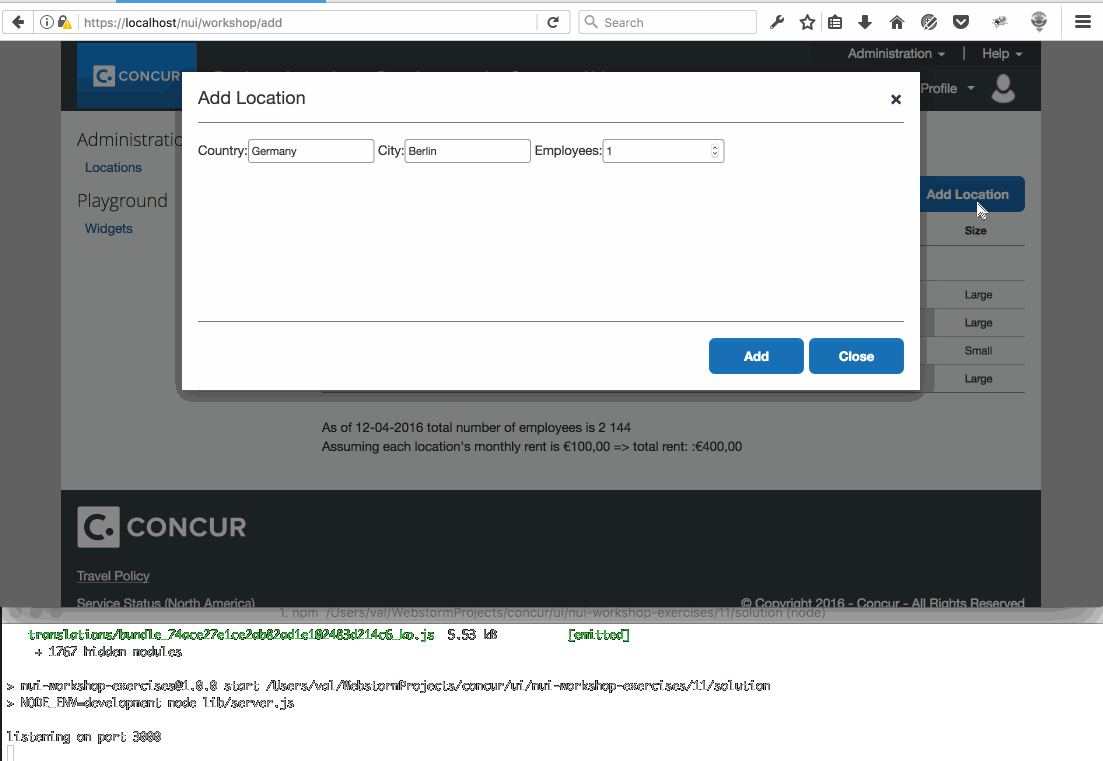 https://localhost/nui/workshop/add
Search
Administration | Help
CONCUR
Profile
Add Location
Country: Germany City: Berlin Employees: 1
Administratio
Locations
Playground
Widgets
Add Location
Size
Large
Large
Small
Large
Add Close
As of 12-04-2016 total number of employees is 2 144
Assuming each location's monthly rent is €100,00 => total rent: :€400,00
C. CONCUR
Travel Policy
Service Status (North America) © Copyright 2016 - Concur - All Rights Reserved
1. npm /Users/val/WebstormProjects/concur/ui/nui-workshop-exercises/11/solution (node)
translations/bundle_74ace27e1ce2ab82ad1e182483d214c6_ko.js 5.53 kB [emitted]
+ 1767 hidden modules
> nui-workshop-exercises@1.0.0 start /Users/val/WebstormProjects/concur/ui/nui-workshop-exercises/11/solution
> NODE_ENV=development node lib/server.js
listening on port 3000